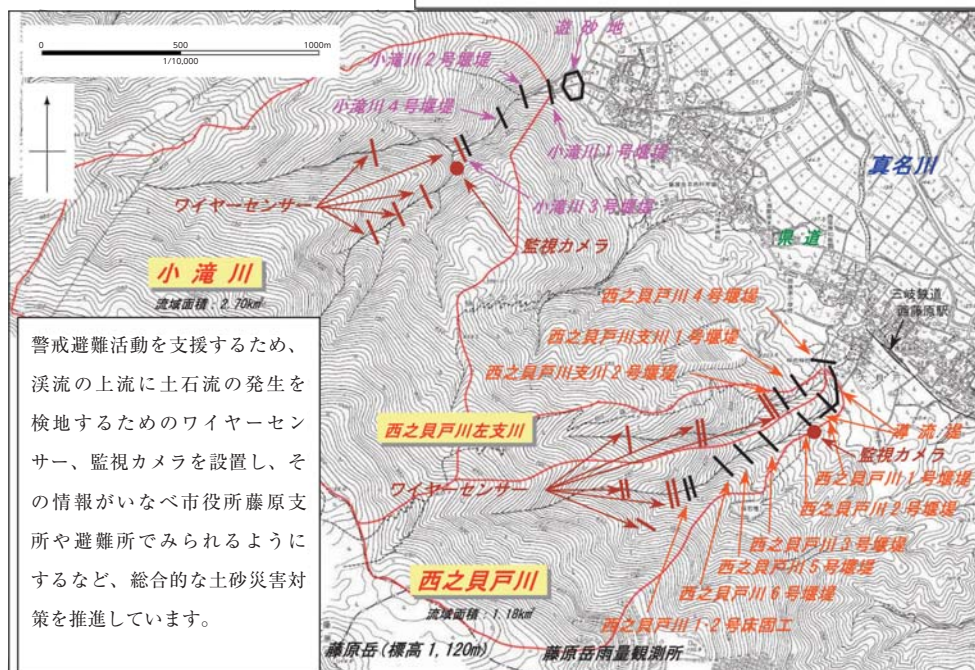 0 500 1000m
1/10,000
遊砂地
小滝川2号堰堤
小滝川4号堰堤
小滝川1号堰堤
小滝川3号堰堤
ワイヤーセンサー
監視カメラ
真名川
県道
小滝川
流域面積:2.70km²
三岐鉄道
西藤原駅
西之貝戸川4号堰堤
西之貝戸川支川1号堰堤
西之貝戸川支川2号堰堤
警戒避難活動を支援するため、
渓流の上流に土石流の発生を
検地するためのワイヤーセン
サー、監視カメラを設置し、そ
の情報がいなべ市役所藤原支
所や避難所でみられるように
するなど、総合的な土砂災害対
策を推進しています。
西之貝戸川左支川
導流堤
監視カメラ
ワイヤーセンサー
西之貝戸川1号堰堤
西之貝戸川2号堰堤
西之貝戸川3号堰堤
西之貝戸川5号堰堤
西之貝戸川6号堰堤
西之貝戸川1・2号床固工
西之貝戸川
流域面積:1.18km²
藤原岳(標高1,120m)
藤原岳雨量観測所